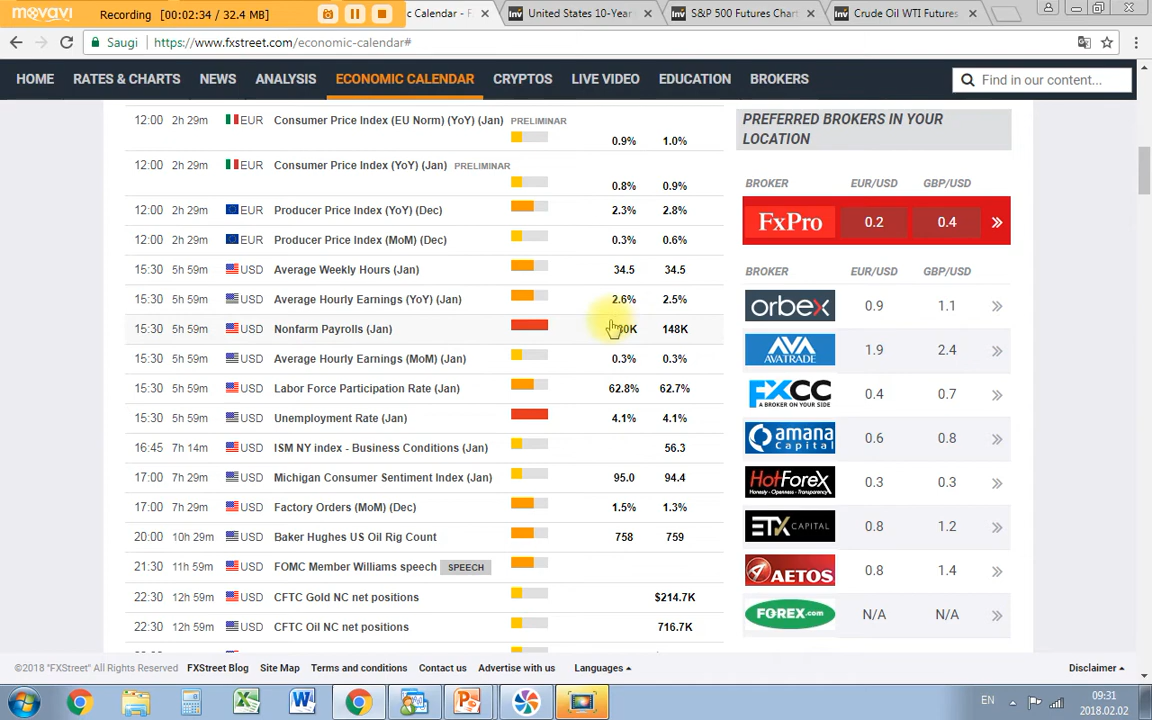 movavi Recording 00:02:34 / 32.4 MB
c Calendar - F
United States 10-Year
S&P 500 Futures Chart
Crude Oil WTI Futures
Saugi https://www.fxstreet.com/economic-calendar#
HOME RATES & CHARTS NEWS ANALYSIS ECONOMIC CALENDAR CRYPTOS LIVE VIDEO EDUCATION BROKERS Find in our content...
12:00 2h 29m EUR Consumer Price Index (EU Norm) (YoY) (Jan) PRELIMINAR 0.9% 1.0%
12:00 2h 29m EUR Consumer Price Index (YoY) (Jan) PRELIMINAR 0.8% 0.9%
12:00 2h 29m EUR Producer Price Index (YoY) (Dec) 2.3% 2.8%
12:00 2h 29m EUR Producer Price Index (MoM) (Dec) 0.3% 0.6%
15:30 5h 59m USD Average Weekly Hours (Jan) 34.5 34.5
15:30 5h 59m USD Average Hourly Earnings (YoY) (Jan) 2.6% 2.5%
15:30 5h 59m USD Nonfarm Payrolls (Jan) 148K
15:30 5h 59m USD Average Hourly Earnings (MoM) (Jan) 0.3% 0.3%
15:30 5h 59m USD Labor Force Participation Rate (Jan) 62.8% 62.7%
15:30 5h 59m USD Unemployment Rate (Jan) 4.1% 4.1%
16:45 7h 14m USD ISM NY index - Business Conditions (Jan) 56.3
17:00 7h 29m USD Michigan Consumer Sentiment Index (Jan) 95.0 94.4
17:00 7h 29m USD Factory Orders (MoM) (Dec) 1.5% 1.3%
20:00 10h 29m USD Baker Hughes US Oil Rig Count 758 759
21:30 11h 59m USD FOMC Member Williams speech SPEECH
22:30 12h 59m USD CFTC Gold NC net positions $214.7K
22:30 12h 59m USD CFTC Oil NC net positions 716.7K
PREFERRED BROKERS IN YOUR
LOCATION
BROKER EUR/USD GBP/USD
FxPro 0.2 0.4
BROKER EUR/USD GBP/USD
orbex 0.9 1.1
AVATRADE 1.9 2.4
FXCC A BROKER ON YOUR SIDE 0.4 0.7
amana Capital 0.6 0.8
HotForex Honesty - Openness - Transparency 0.3 0.3
ETX CAPITAL 0.8 1.2
AETOS 0.8 1.4
FOREX.com N/A N/A
©2018 "FXStreet" All Rights Reserved FXStreet Blog Site Map Terms and conditions Contact us Advertise with us Languages Disclaimer
EN 09:31
2018.02.02